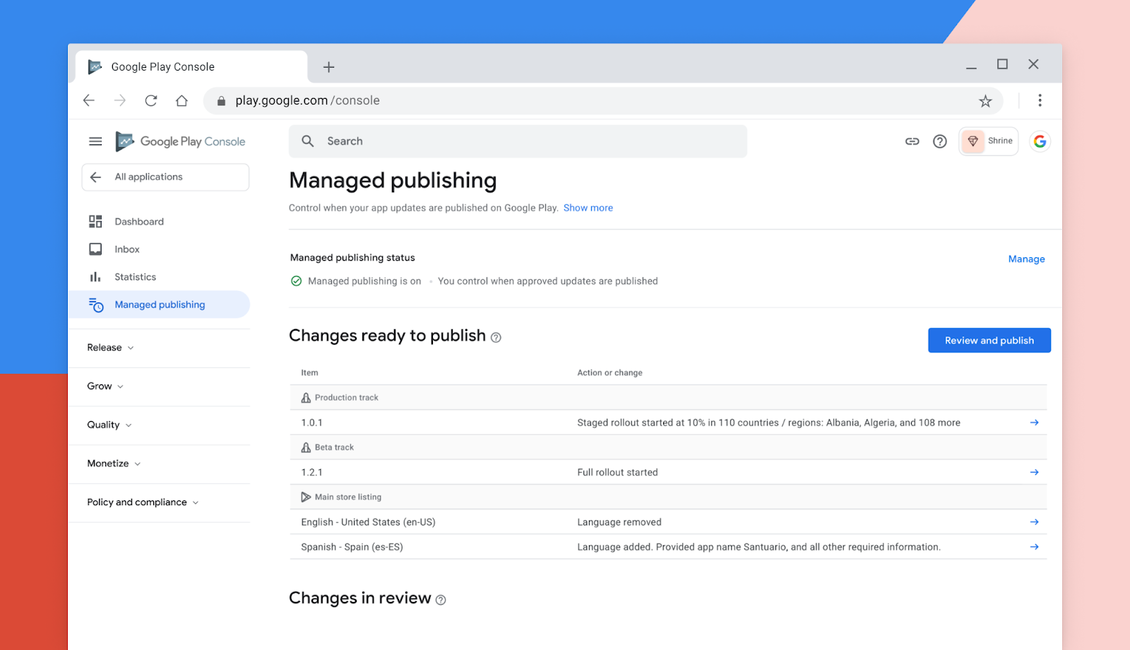 Google Play Console
play.google.com/console
Google Play Console
Search
Shrine
All applications
Managed publishing
Control when your app updates are published on Google Play. Show more
Dashboard
Inbox
Statistics
Managed publishing
Release
Grow
Quality
Monetize
Policy and compliance
Managed publishing status
Manage
Managed publishing is on · You control when approved updates are published
Changes ready to publish
Review and publish
Item Action or change
Production track
1.0.1 Staged rollout started at 10% in 110 countries / regions: Albania, Algeria, and 108 more
Beta track
1.2.1 Full rollout started
Main store listing
English - United States (en-US) Language removed
Spanish - Spain (es-ES) Language added. Provided app name Santuario, and all other required information.
Changes in review